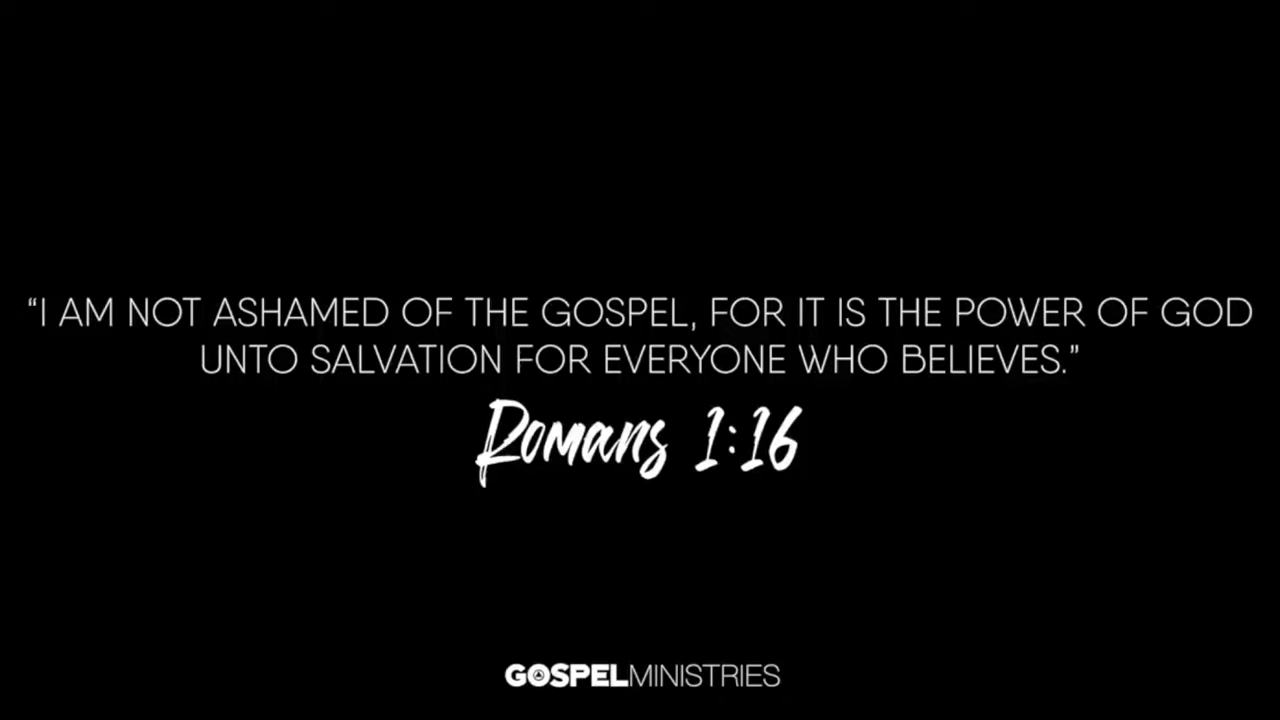 “I AM NOT ASHAMED OF THE GOSPEL, FOR IT IS THE POWER OF GOD
UNTO SALVATION FOR EVERYONE WHO BELIEVES.”
Romans 1:16
GOSPELMINISTRIES